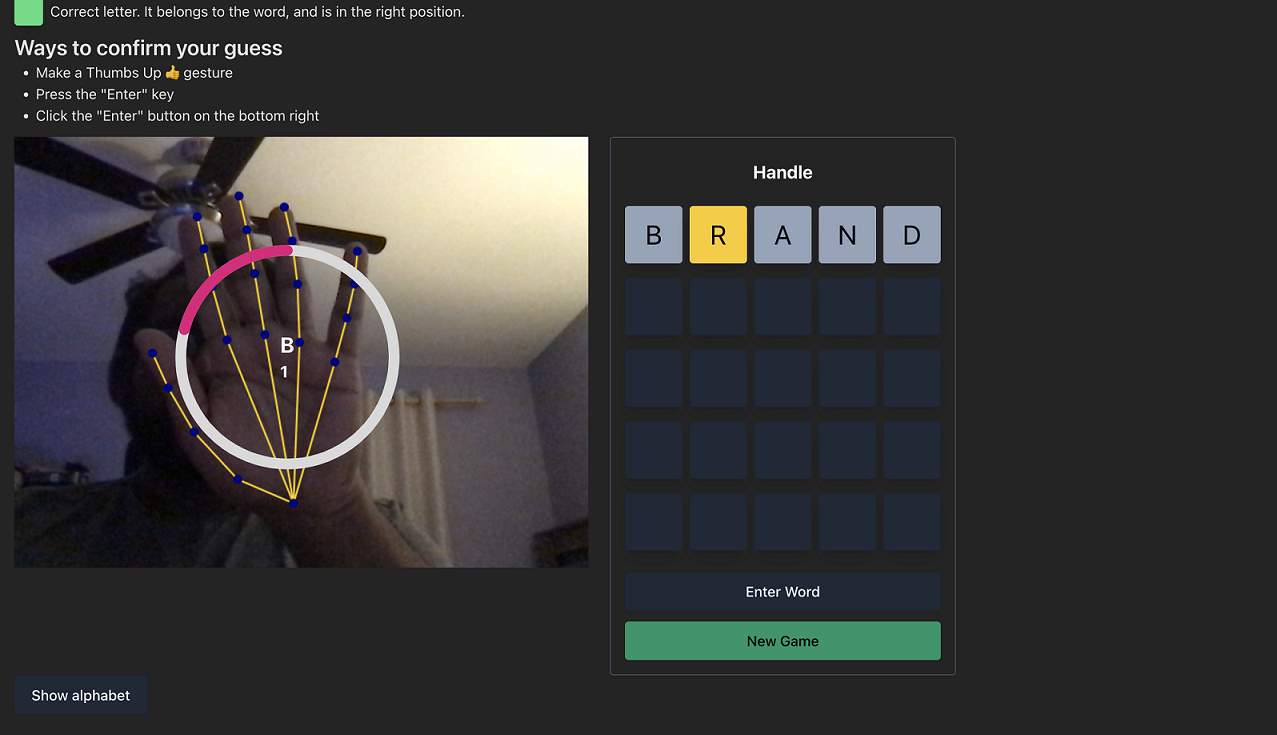 Correct letter. It belongs to the word, and is in the right position.
Ways to confirm your guess
• Make a Thumbs Up 👍 gesture
• Press the "Enter" key
• Click the "Enter" button on the bottom right
B
1
Handle
B R A N D
Enter Word
New Game
Show alphabet